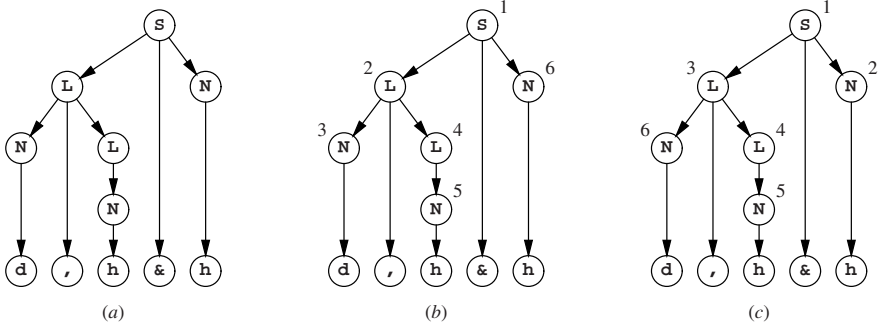 S 1 S 1 S
L N 2 L N 6 3 L N 2
N L 3 N L 4 6 N L 4
N N 5 N 5
d , h & h d , h & h d , h & h
(a) (b) (c)